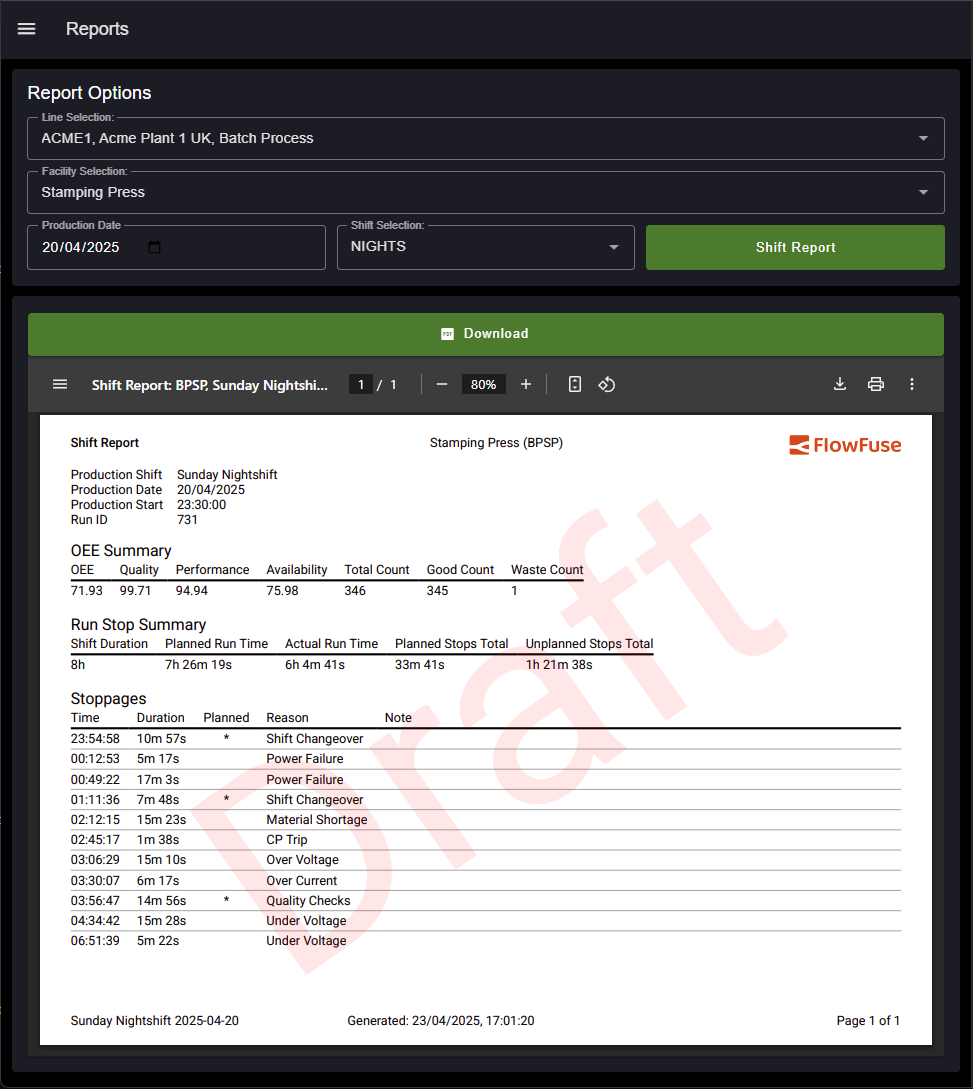 Reports
Report Options
Line Selection:
ACME1, Acme Plant 1 UK, Batch Process
Facility Selection:
Stamping Press
Production Date
20/04/2025
Shift Selection:
NIGHTS
Shift Report
PDF Download
Shift Report: BPSP, Sunday Nightshi... 1 / 1 80%
Shift Report Stamping Press (BPSP) FlowFuse
Production Shift Sunday Nightshift
Production Date 20/04/2025
Production Start 23:30:00
Run ID 731
OEE Summary
OEE Quality Performance Availability Total Count Good Count Waste Count
71.93 99.71 94.94 75.98 346 345 1
Run Stop Summary
Shift Duration Planned Run Time Actual Run Time Planned Stops Total Unplanned Stops Total
8h 7h 26m 19s 6h 4m 41s 33m 41s 1h 21m 38s
Stoppages
Time Duration Planned Reason Note
23:54:58 10m 57s * Shift Changeover
00:12:53 5m 17s Power Failure
00:49:22 17m 3s Power Failure
01:11:36 7m 48s * Shift Changeover
02:12:15 15m 23s Material Shortage
02:45:17 1m 38s CP Trip
03:06:29 15m 10s Over Voltage
03:30:07 6m 17s Over Current
03:56:47 14m 56s * Quality Checks
04:34:42 15m 28s Under Voltage
06:51:39 5m 22s Under Voltage
Draft
Sunday Nightshift 2025-04-20 Generated: 23/04/2025, 17:01:20 Page 1 of 1